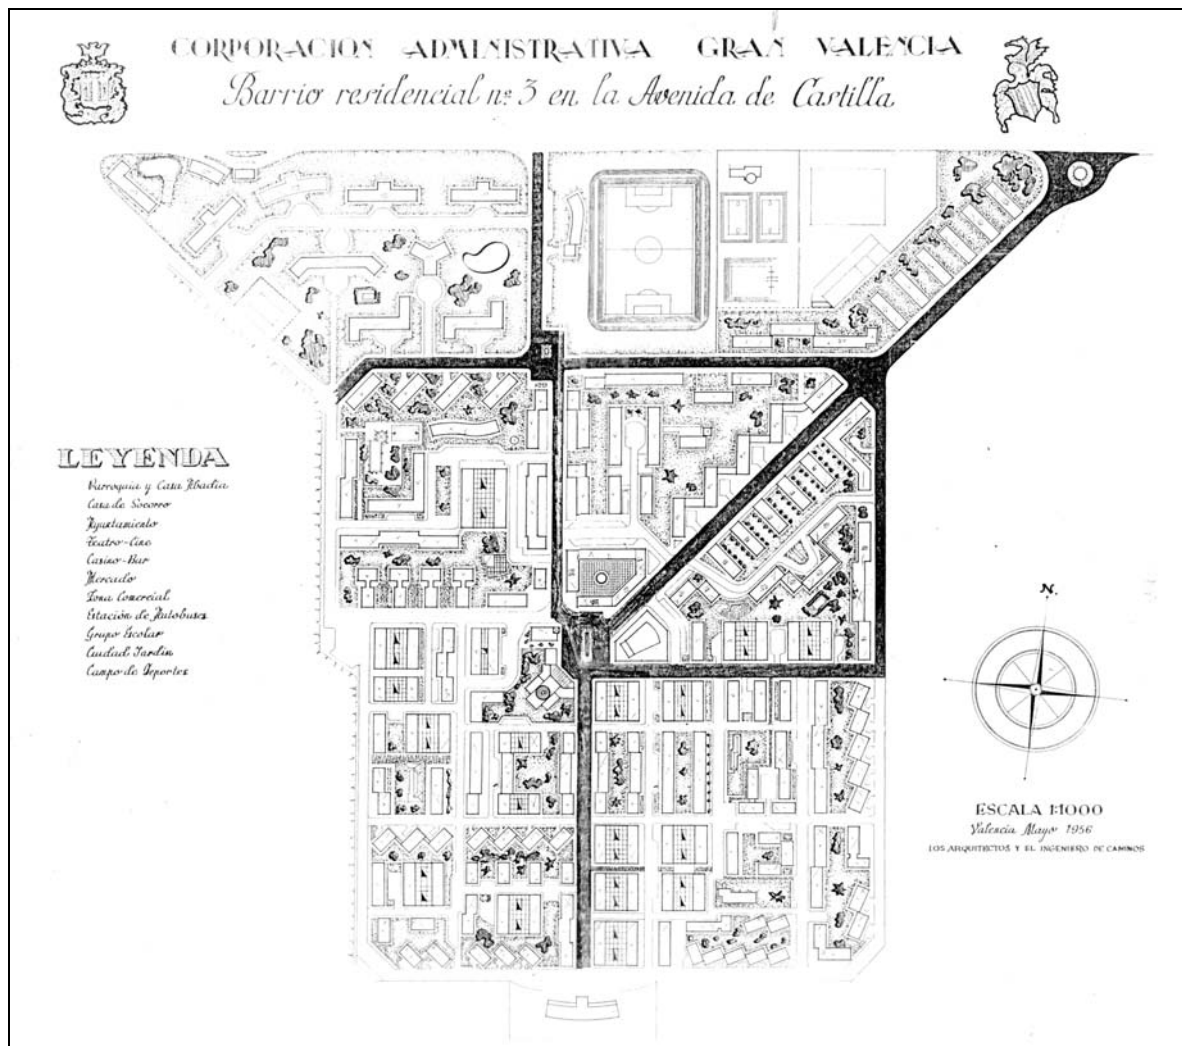 CORPORACION ADMINISTRATIVA GRAN VALENCIA
Barrio residencial nº 3 en la Avenida de Castilla
LEYENDA
Parroquia y Casa Abadia
Casa de Socorro
Ayuntamiento
Teatro-Cine
Casino-Bar
Mercado
Zona Comercial
Estación de Autobuses
Grupo Escolar
Ciudad Jardin
Campo de Deportes
N.
ESCALA 1:1000
Valencia Mayo 1956
LOS ARQUITECTOS Y EL INGENIERO DE CAMINOS